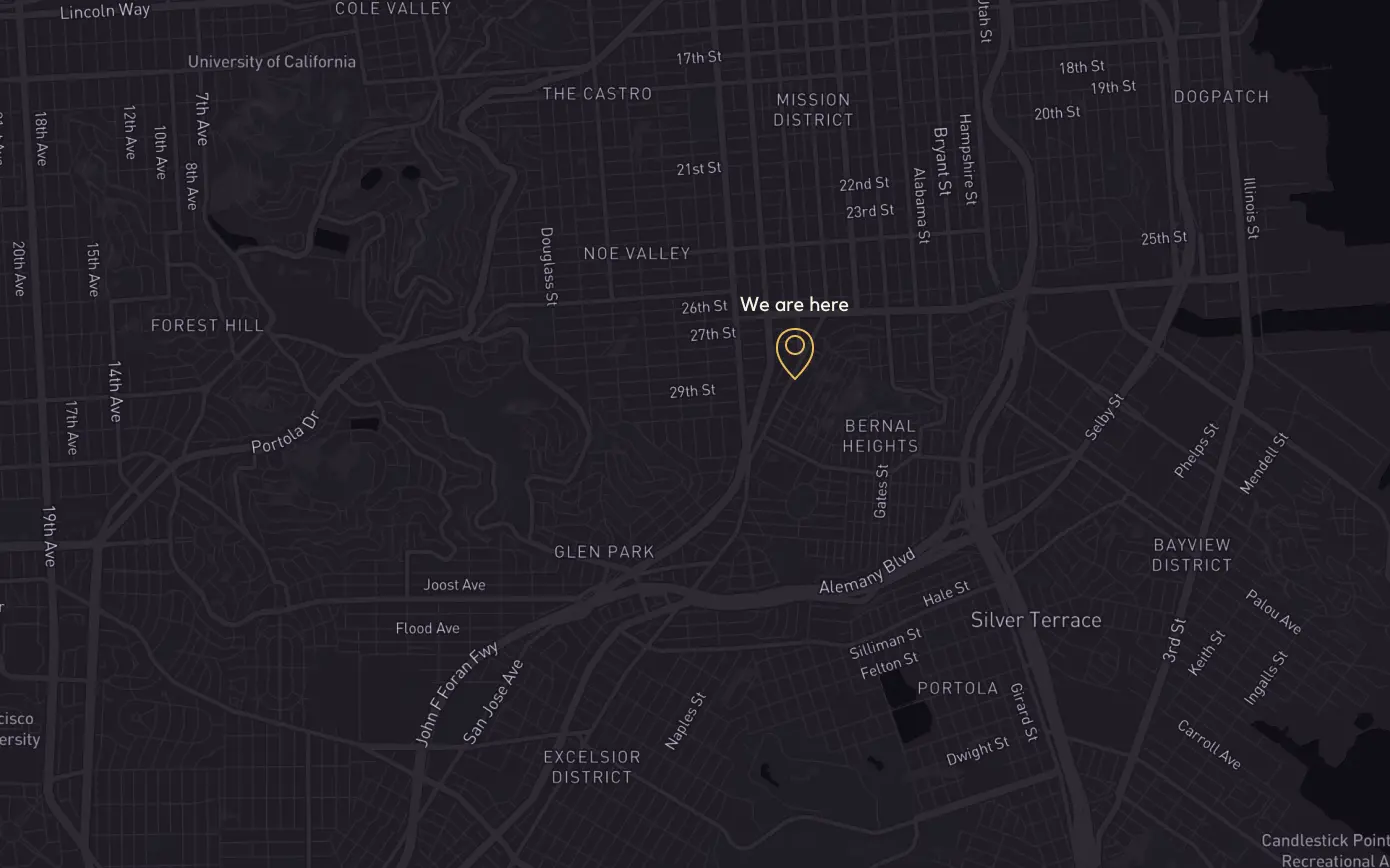 Lincoln Way
COLE VALLEY
Utah St
University of California
17th St
18th St
19th St
20th St
THE CASTRO
MISSION
DISTRICT
DOGPATCH
18th Ave
12th Ave
10th Ave
7th Ave
8th Ave
21st St
22nd St
23rd St
Alabama St
Bryant St
Hampshire St
Illinois St
25th St
20th Ave
15th Ave
Douglass St
NOE VALLEY
26th St
We are here
27th St
FOREST HILL
14th Ave
17th Ave
Portola Dr
29th St
BERNAL
HEIGHTS
Gates St
Selby St
Phelps St
Mendell St
19th Ave
GLEN PARK
BAYVIEW
DISTRICT
Joost Ave
Alemany Blvd
Hale St
Palou Ave
Flood Ave
Silver Terrace
3rd St
Keith St
Ingalls St
Silliman St
Felton St
John F Foran Fwy
San Jose Ave
Naples St
PORTOLA
Girard St
cisco
ersity
Carroll Ave
Dwight St
EXCELSIOR
DISTRICT
Candlestick Point
Recreational A